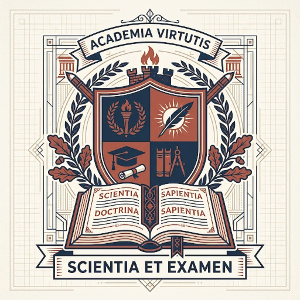 ACADEMIA VIRTUTIS
SCIENTIA SAPIENTIA
DOCTRINA SAPIENTIA
SCIENTIA ET EXAMEN